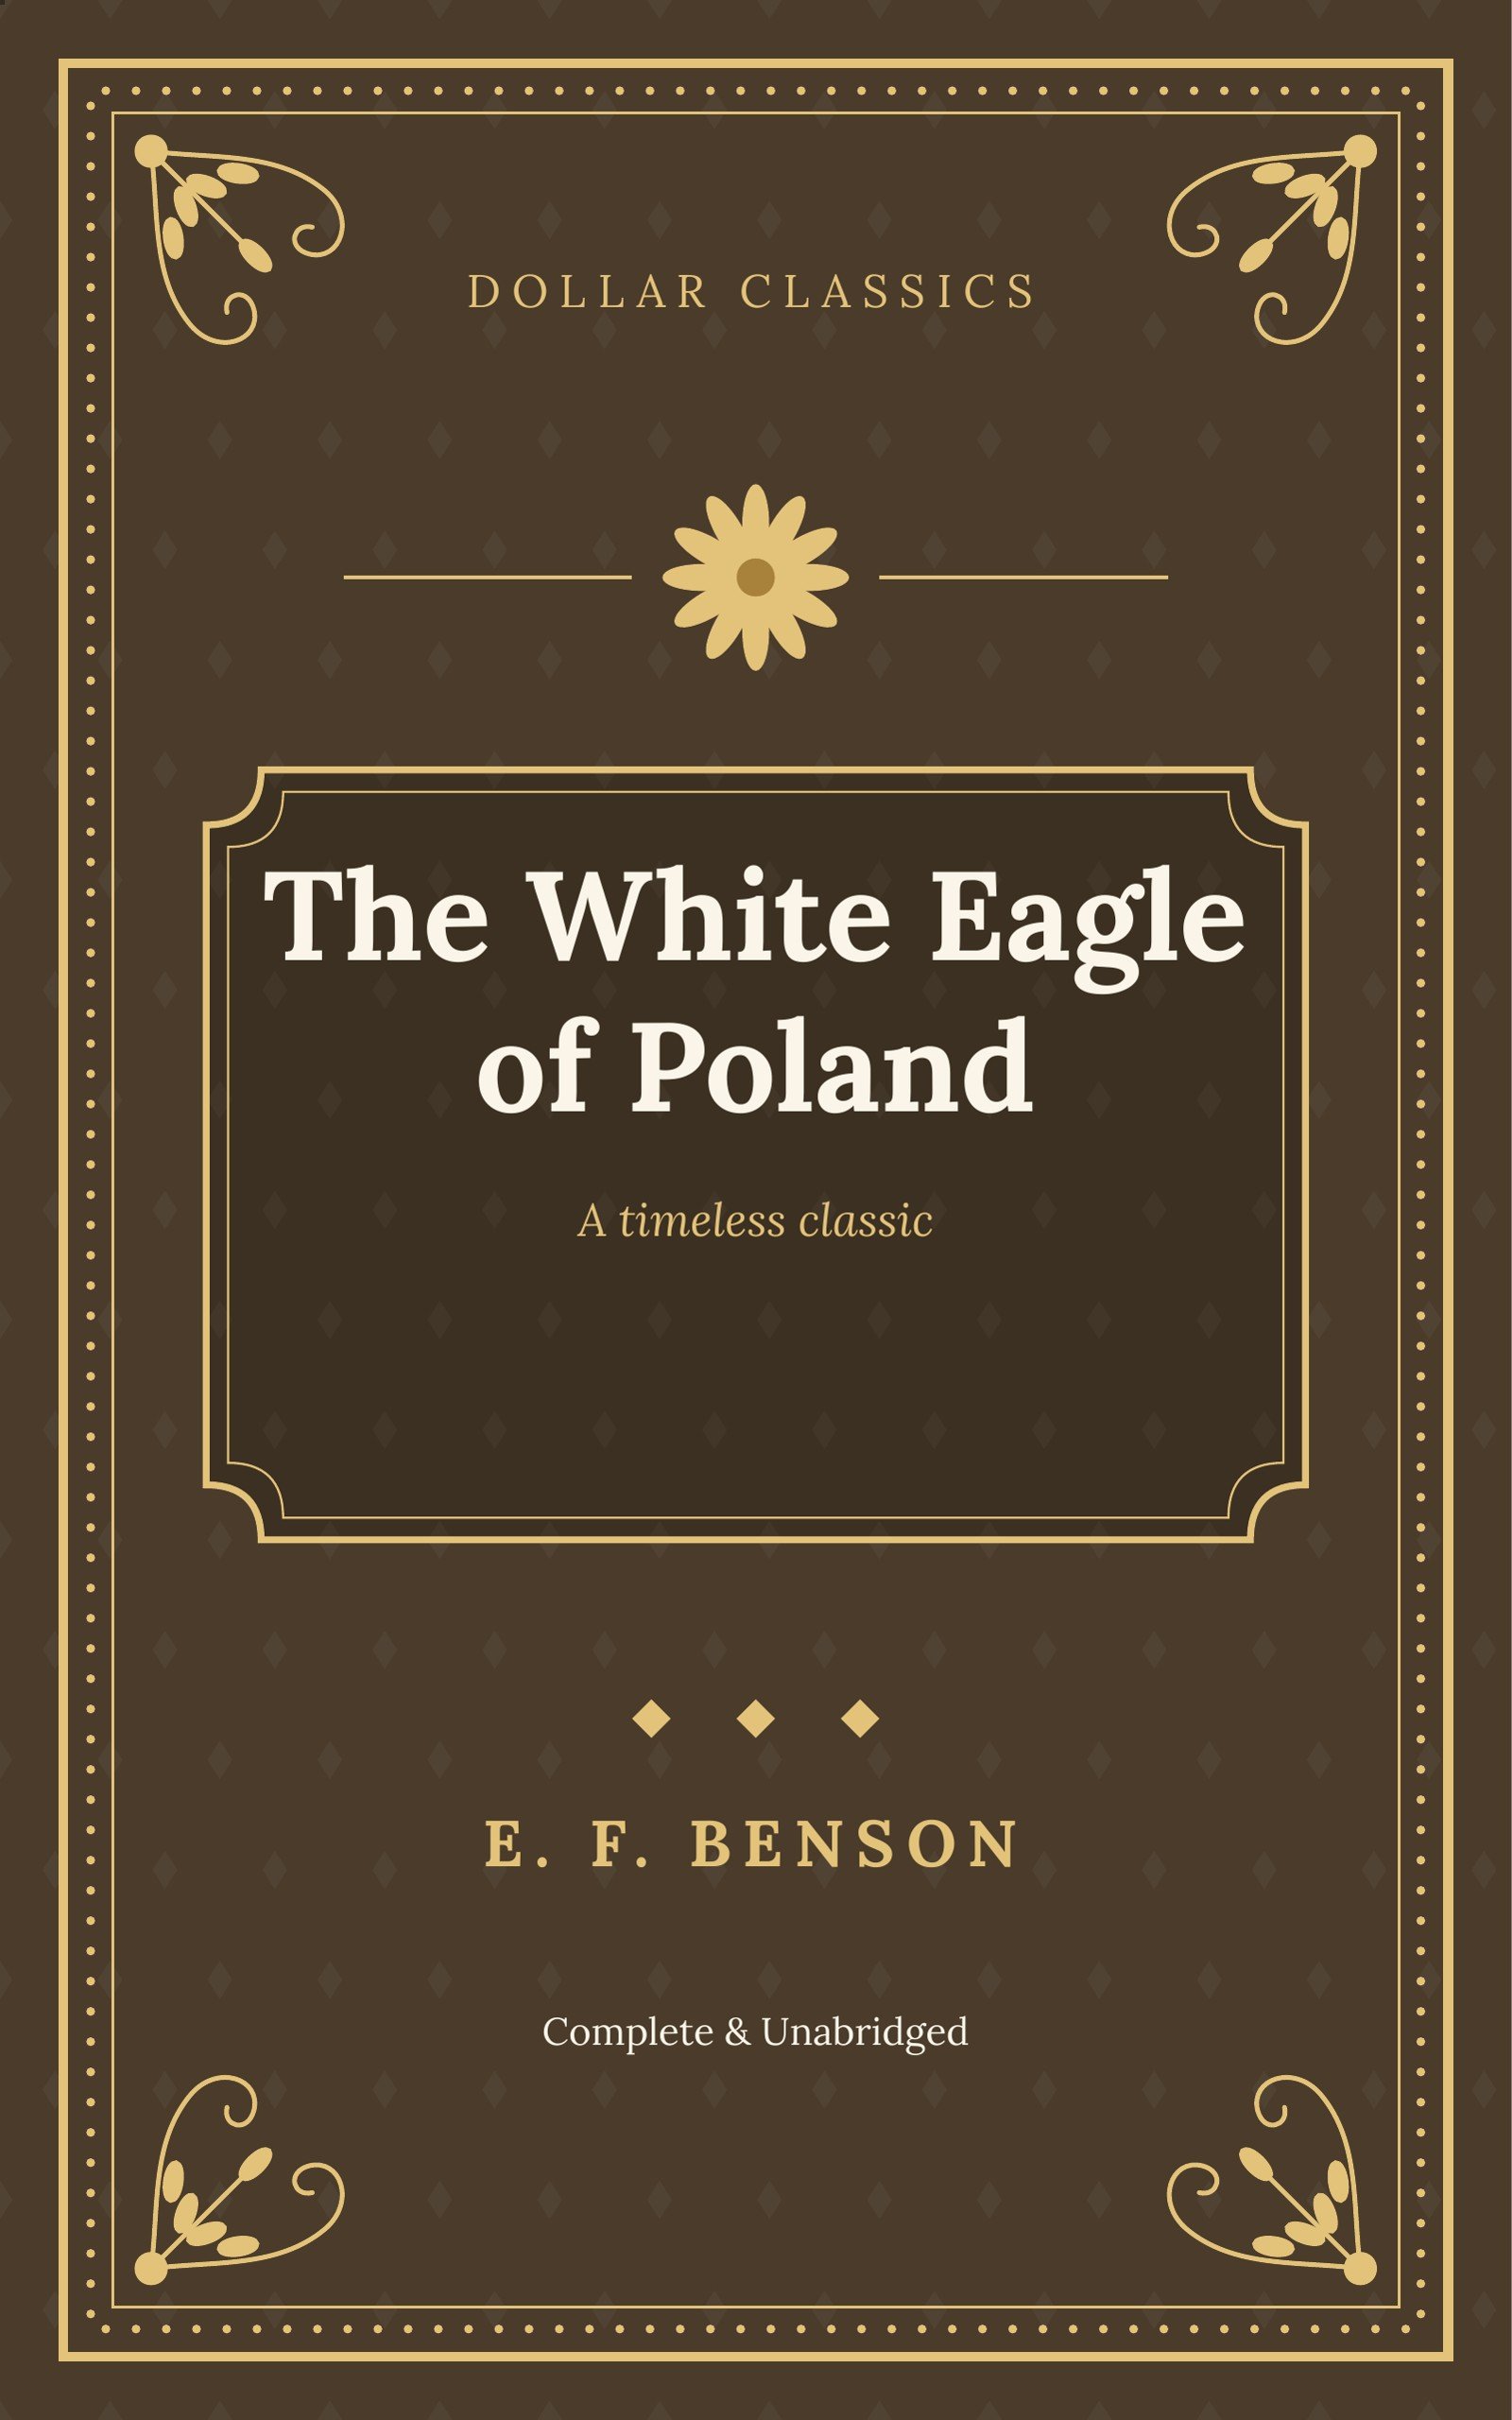 DOLLAR CLASSICS
The White Eagle
of Poland
A timeless classic
E. F. BENSON
Complete & Unabridged